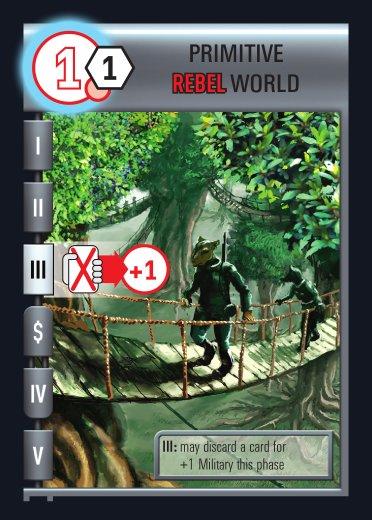 1 1
PRIMITIVE
REBEL WORLD
I
II
III +1
$
IV
V
III: may discard a card for
+1 Military this phase